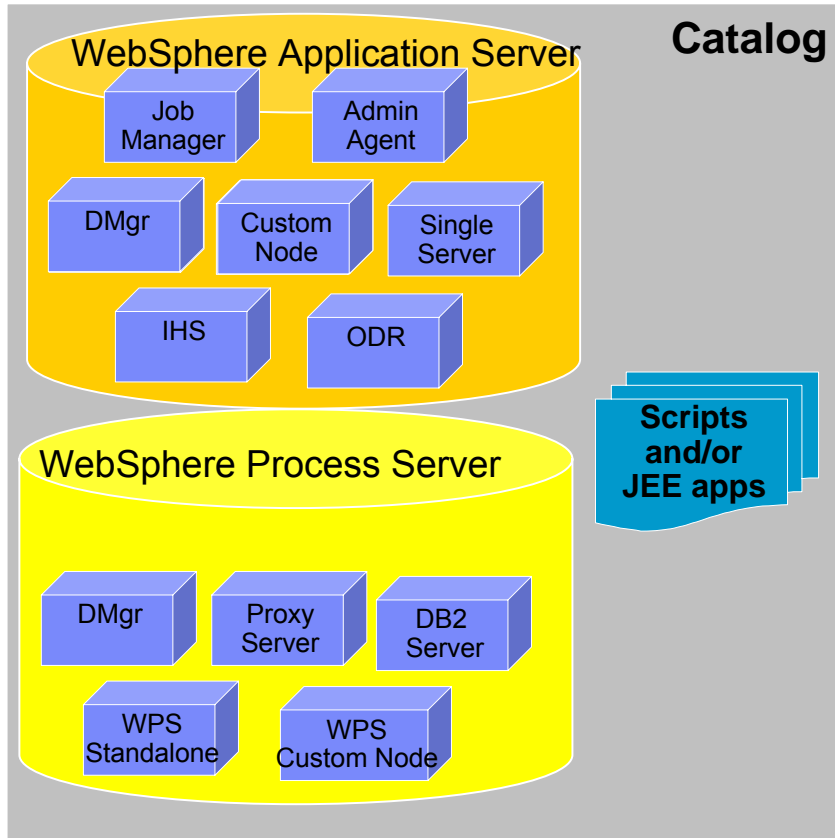 Catalog
WebSphere Application Server
Job
Manager
Admin
Agent
DMgr
Custom
Node
Single
Server
IHS
ODR
Scripts
and/or
JEE apps
WebSphere Process Server
DMgr
Proxy
Server
DB2
Server
WPS
Standalone
WPS
Custom Node